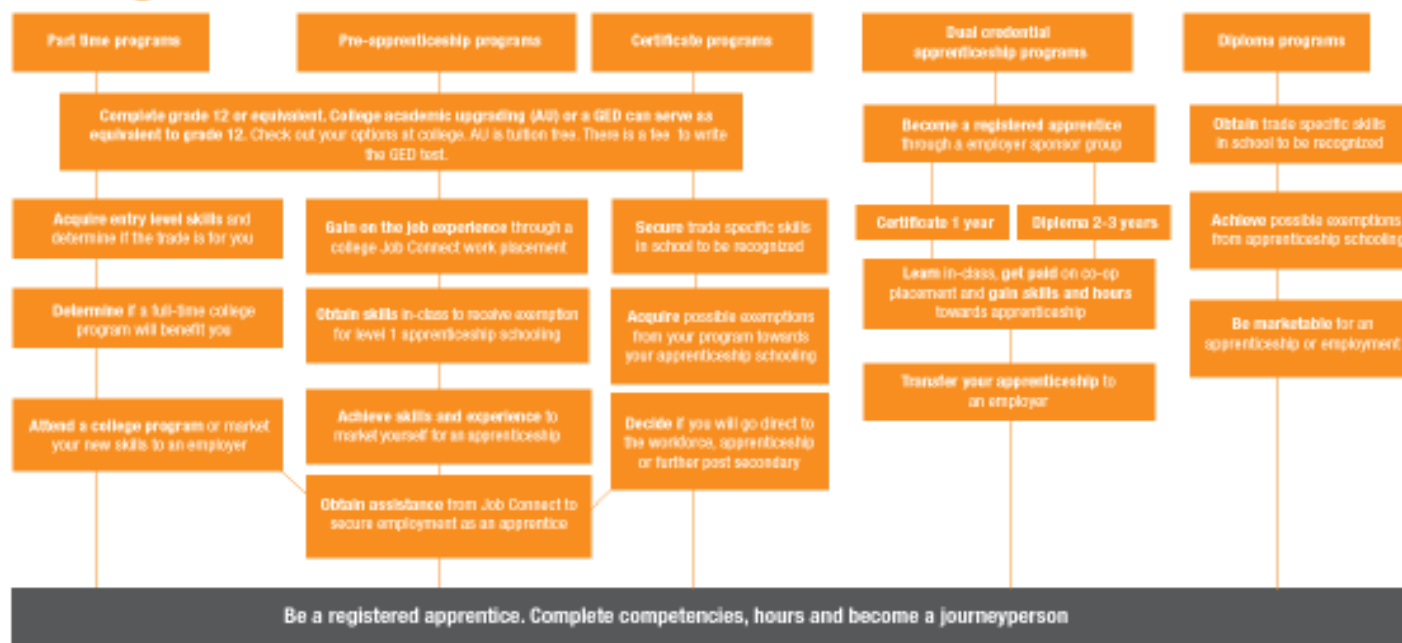 Part time programs
Pre-apprenticeship programs
Certificate programs
Dual credential
apprenticeship programs
Diploma programs
Complete grade 12 or equivalent. College academic upgrading (AU) or a GED can serve as
equivalent to grade 12. Check out your options at college. AU is tuition free. There is a fee to write
the GED test.
Acquire entry level skills and
determine if the trade is for you
Determine if a full-time college
program will benefit you
Attend a college program or market
your new skills to an employer
Gain on the job experience through a
college Job Connect work placement
Obtain skills in-class to receive exemption
for level 1 apprenticeship schooling
Achieve skills and experience to
market yourself for an apprenticeship
Obtain assistance from Job Connect to
secure employment as an apprentice
Secure trade specific skills
in school to be recognized
Acquire possible exemptions
from your program towards
your apprenticeship schooling
Decide if you will go direct to
the workforce, apprenticeship
or further post secondary
Become a registered apprentice
through a employer sponsor group
Certificate 1 year
Diploma 2-3 years
Learn in-class, get paid on co-op
placement and gain skills and hours
towards apprenticeship
Transfer your apprenticeship to
an employer
Obtain trade specific skills
in school to be recognized
Achieve possible exemptions
from apprenticeship schooling
Be marketable for an
apprenticeship or employment
Be a registered apprentice. Complete competencies, hours and become a journeyperson